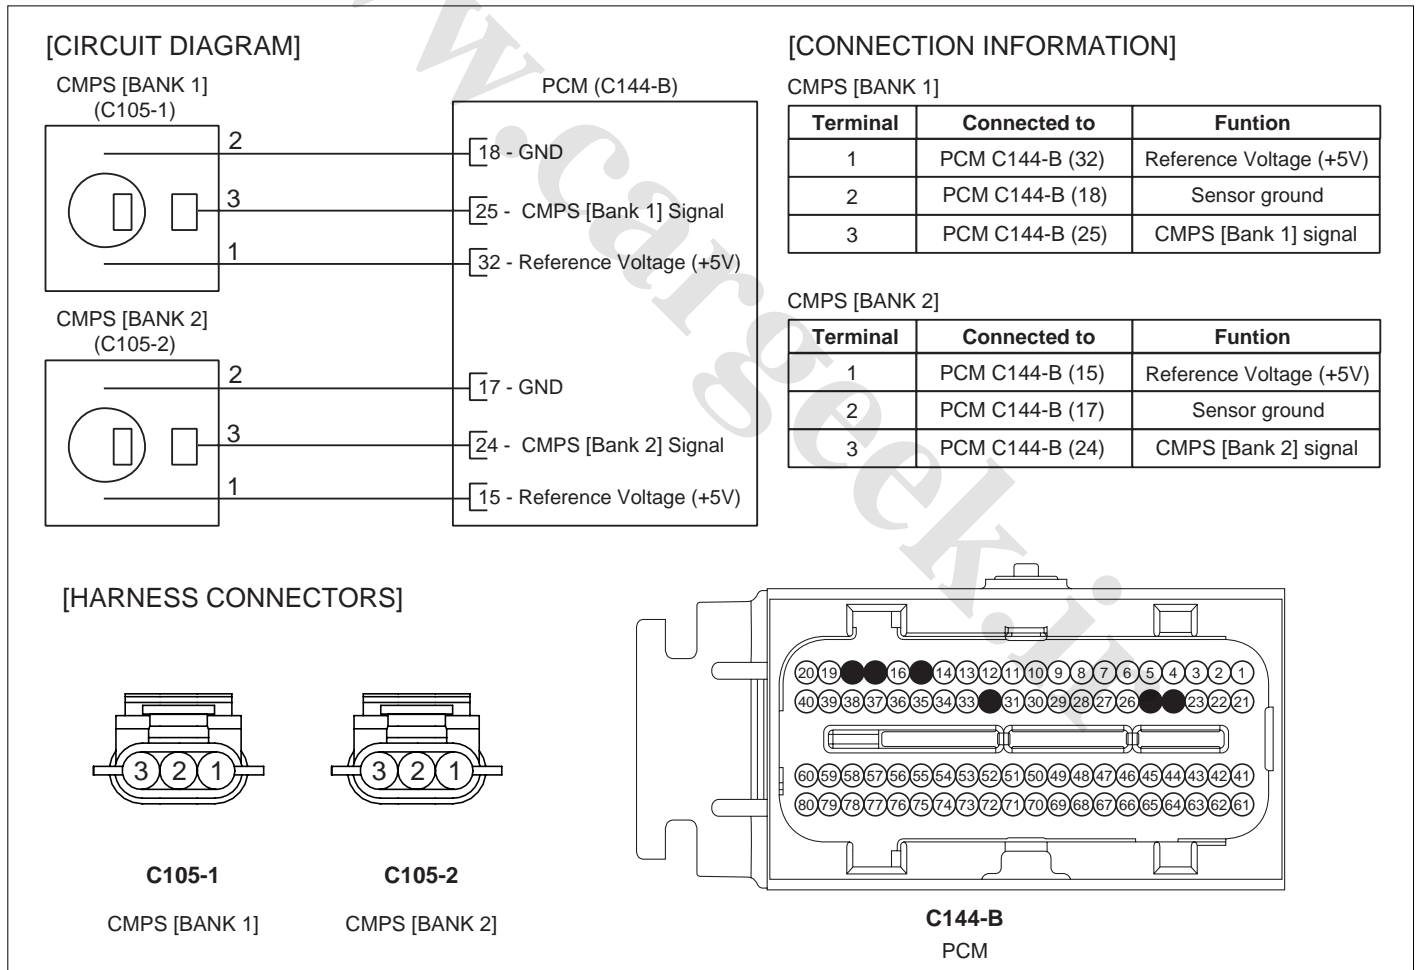 [CIRCUIT DIAGRAM]
CMPS [BANK 1]
(C105-1)
PCM (C144-B)
2
18 - GND
3
25 - CMPS [Bank 1] Signal
1
32 - Reference Voltage (+5V)
CMPS [BANK 2]
(C105-2)
2
17 - GND
3
24 - CMPS [Bank 2] Signal
1
15 - Reference Voltage (+5V)
[CONNECTION INFORMATION]
CMPS [BANK 1]
Terminal Connected to Funtion
1 PCM C144-B (32) Reference Voltage (+5V)
2 PCM C144-B (18) Sensor ground
3 PCM C144-B (25) CMPS [Bank 1] signal
CMPS [BANK 2]
Terminal Connected to Funtion
1 PCM C144-B (15) Reference Voltage (+5V)
2 PCM C144-B (17) Sensor ground
3 PCM C144-B (24) CMPS [Bank 2] signal
[HARNESS CONNECTORS]
3 2 1
C105-1
CMPS [BANK 1]
3 2 1
C105-2
CMPS [BANK 2]
20 19 16 14 13 12 11 10 9 8 7 6 5 4 3 2 1
40 39 38 37 36 35 34 33 31 30 29 28 27 26 23 22 21
60 59 58 57 56 55 54 53 52 51 50 49 48 47 46 45 44 43 42 41
80 79 78 77 76 75 74 73 72 71 70 69 68 67 66 65 64 63 62 61
C144-B
PCM
w.cargeek.ir